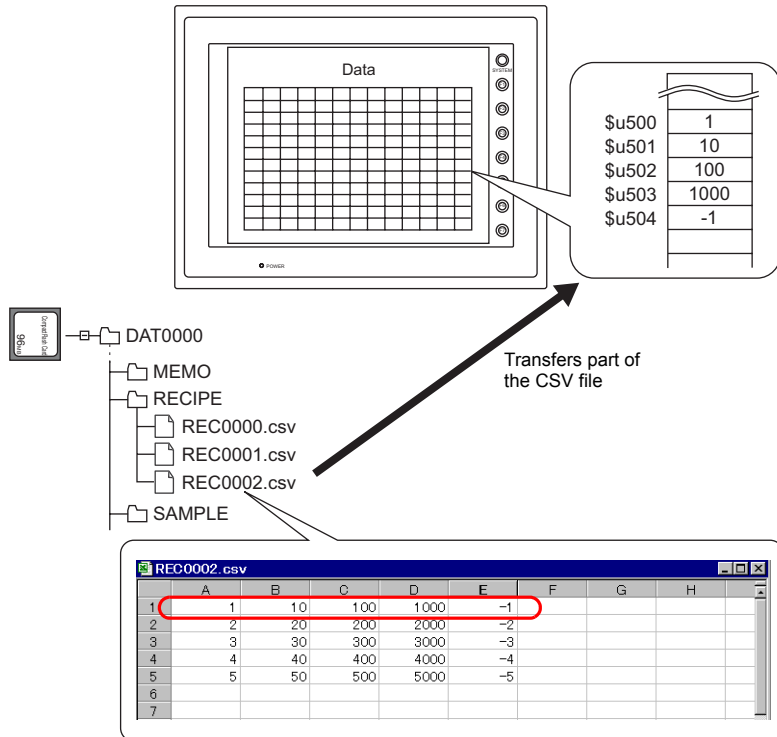 Data
SYSTEM
POWER
$u500 1
$u501 10
$u502 100
$u503 1000
$u504 -1
CompactFlash Card
96MB
DAT0000
MEMO
RECIPE
REC0000.csv
REC0001.csv
REC0002.csv
SAMPLE
Transfers part of
the CSV file
REC0002.csv
A B C D E F G H
1 1 10 100 1000 -1
2 2 20 200 2000 -2
3 3 30 300 3000 -3
4 4 40 400 4000 -4
5 5 50 500 5000 -5
6
7